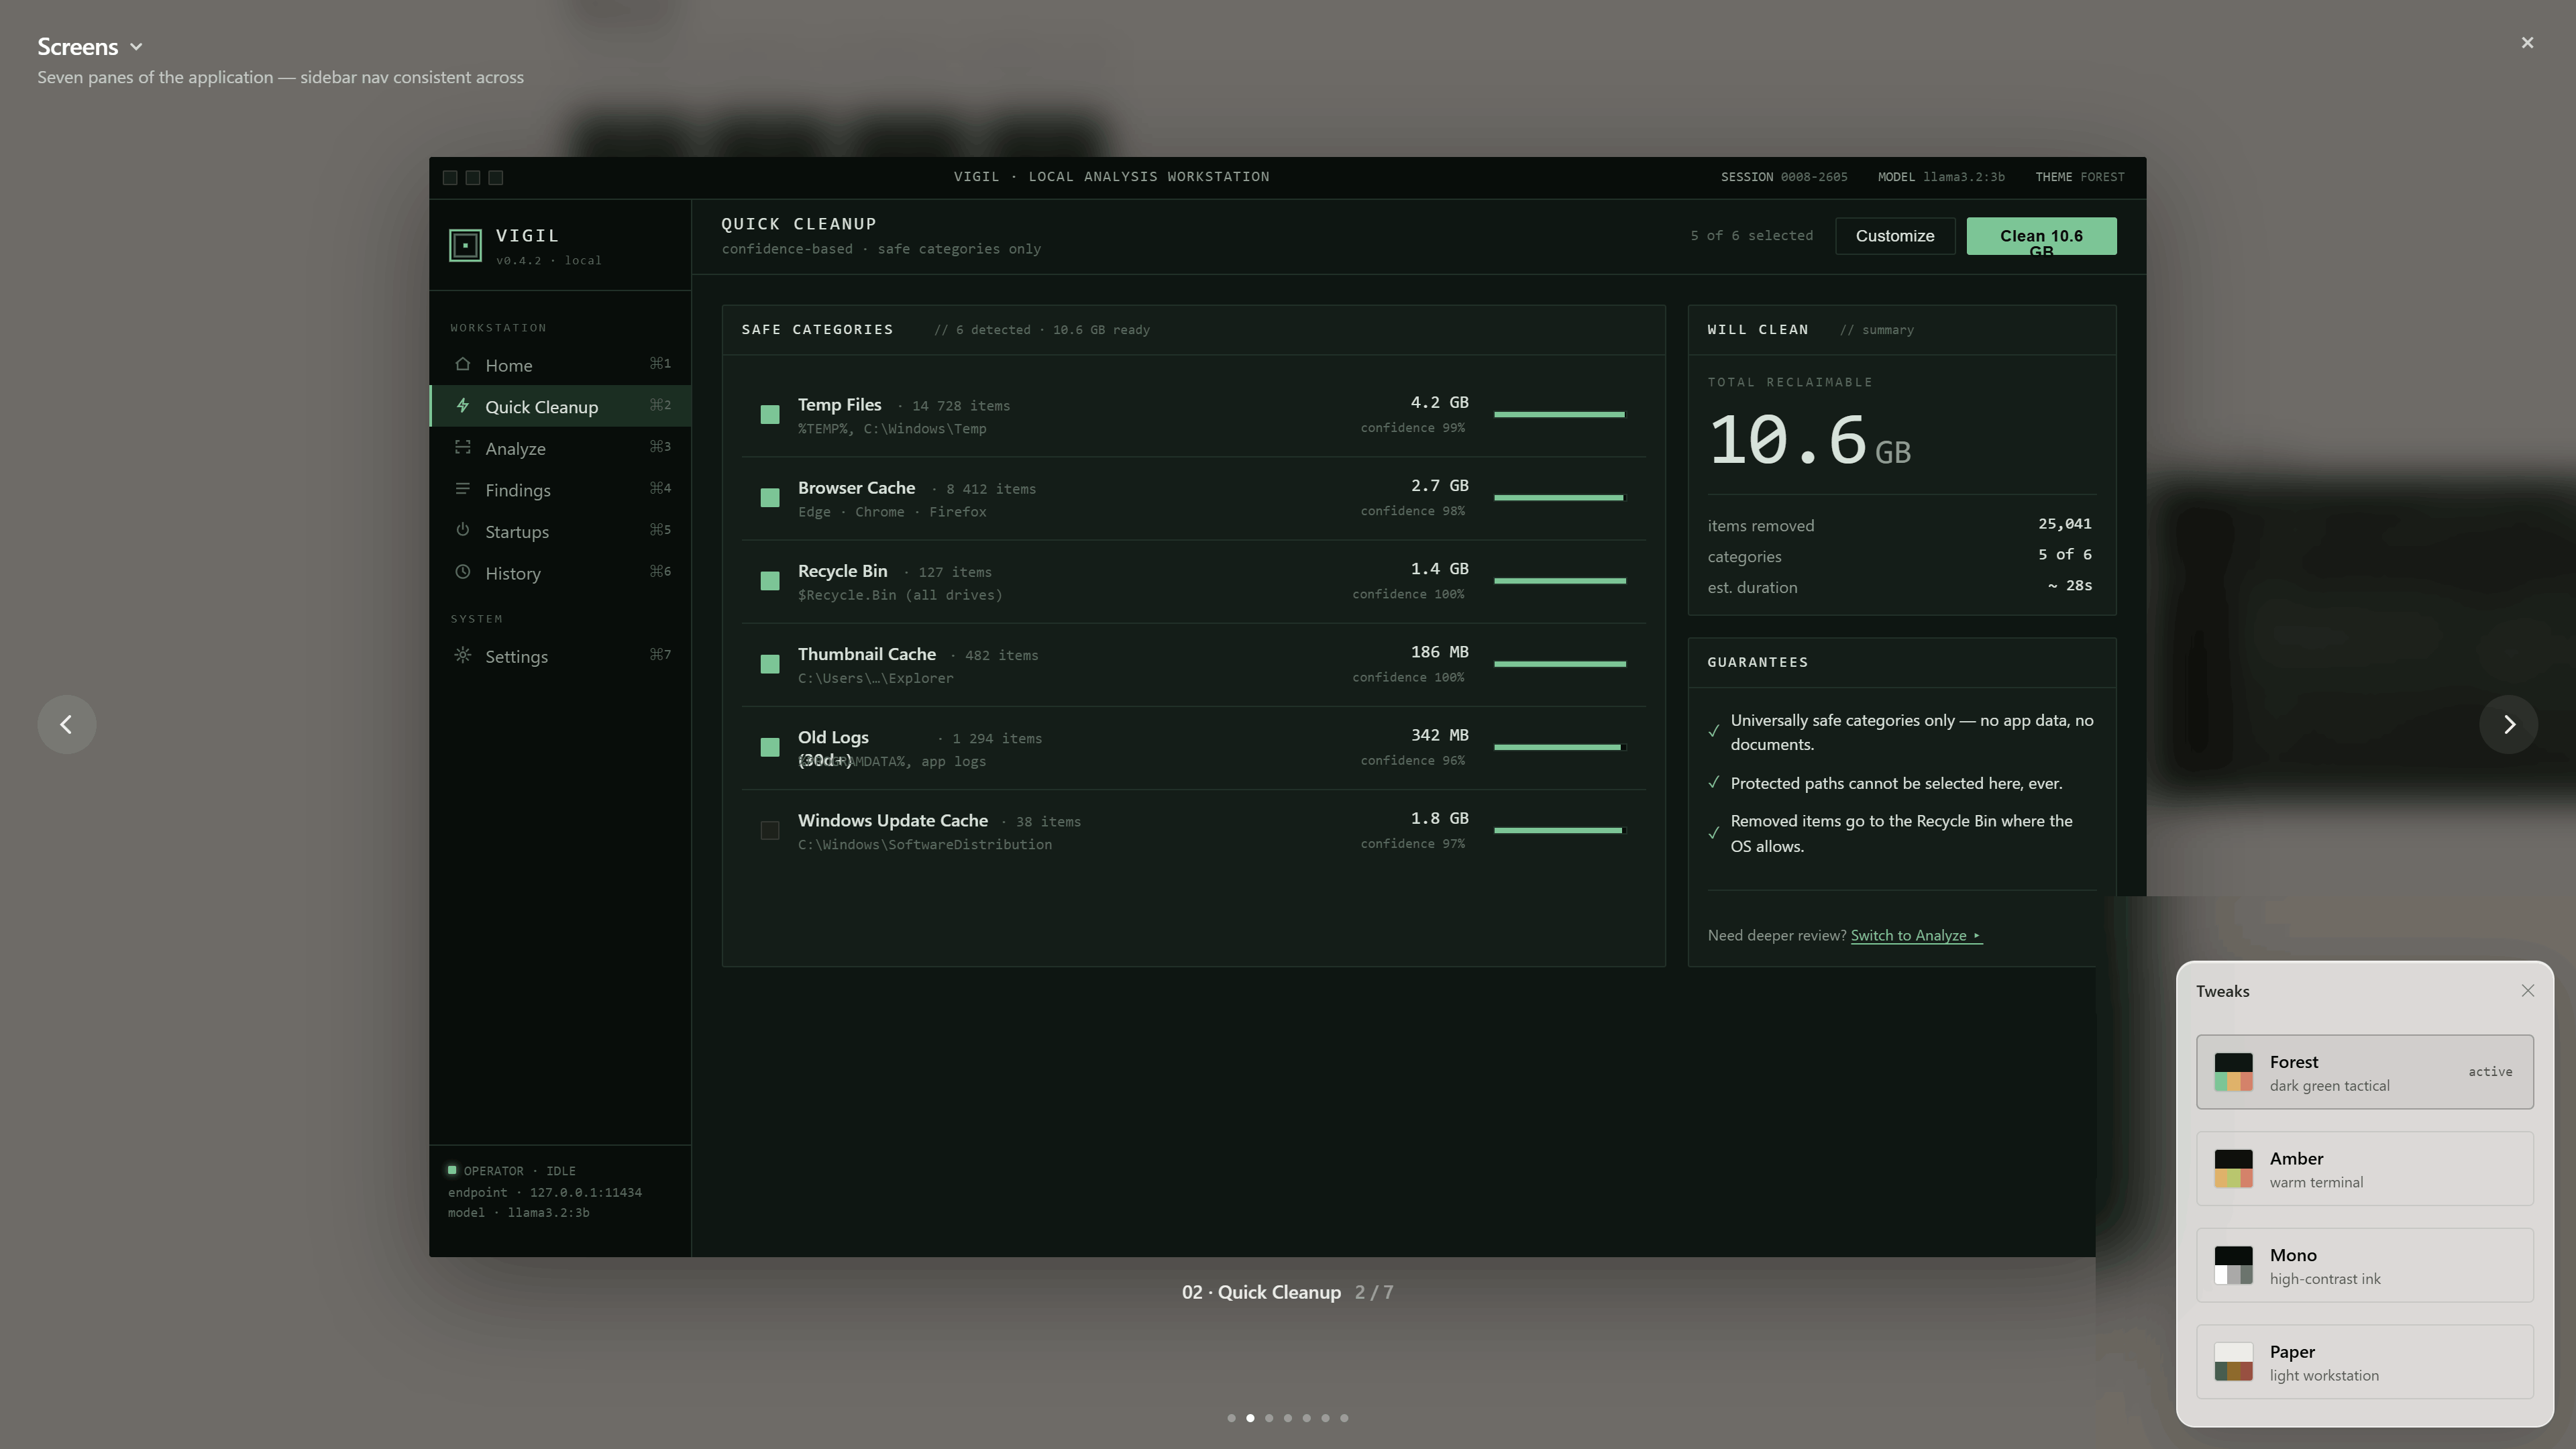 Screens
Seven panes of the application — sidebar nav consistent across
VIGIL · LOCAL ANALYSIS WORKSTATION
SESSION 0008-2605 MODEL llama3.2:3b THEME FOREST
VIGIL
v0.4.2 · local
WORKSTATION
Home ⌘1
Quick Cleanup ⌘2
Analyze ⌘3
Findings ⌘4
Startups ⌘5
History ⌘6
SYSTEM
Settings ⌘7
OPERATOR · IDLE
endpoint · 127.0.0.1:11434
model · llama3.2:3b
QUICK CLEANUP
confidence-based · safe categories only
5 of 6 selected
Customize
Clean 10.6
GB
SAFE CATEGORIES // 6 detected · 10.6 GB ready
Temp Files · 14 728 items
%TEMP%, C:\Windows\Temp
4.2 GB
confidence 99%
Browser Cache · 8 412 items
Edge · Chrome · Firefox
2.7 GB
confidence 98%
Recycle Bin · 127 items
$Recycle.Bin (all drives)
1.4 GB
confidence 100%
Thumbnail Cache · 482 items
C:\Users\…\Explorer
186 MB
confidence 100%
Old Logs · 1 294 items
(30d+)
%PROGRAMDATA%, app logs
342 MB
confidence 96%
Windows Update Cache · 38 items
C:\Windows\SoftwareDistribution
1.8 GB
confidence 97%
WILL CLEAN // summary
TOTAL RECLAIMABLE
10.6 GB
items removed 25,041
categories 5 of 6
est. duration ~ 28s
GUARANTEES
✓ Universally safe categories only — no app data, no
documents.
✓ Protected paths cannot be selected here, ever.
✓ Removed items go to the Recycle Bin where the
OS allows.
Need deeper review? Switch to Analyze ▸
02 · Quick Cleanup 2 / 7
Tweaks
Forest
dark green tactical
active
Amber
warm terminal
Mono
high-contrast ink
Paper
light workstation